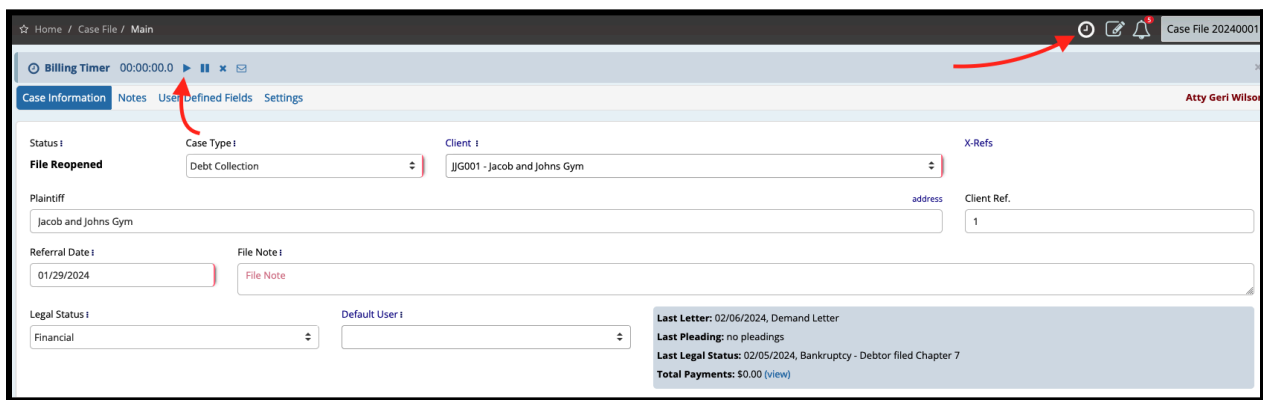 Home / Case File / Main
5
Case File 20240001
Billing Timer 00:00:00.0
Case Information Notes User Defined Fields Settings Atty Geri Wilson
Status Case Type Client X-Refs
File Reopened Debt Collection JJG001 - Jacob and Johns Gym
Plaintiff address Client Ref.
Jacob and Johns Gym 1
Referral Date File Note
01/29/2024 File Note
Legal Status Default User
Financial
Last Letter: 02/06/2024, Demand Letter
Last Pleading: no pleadings
Last Legal Status: 02/05/2024, Bankruptcy - Debtor filed Chapter 7
Total Payments: $0.00 (view)